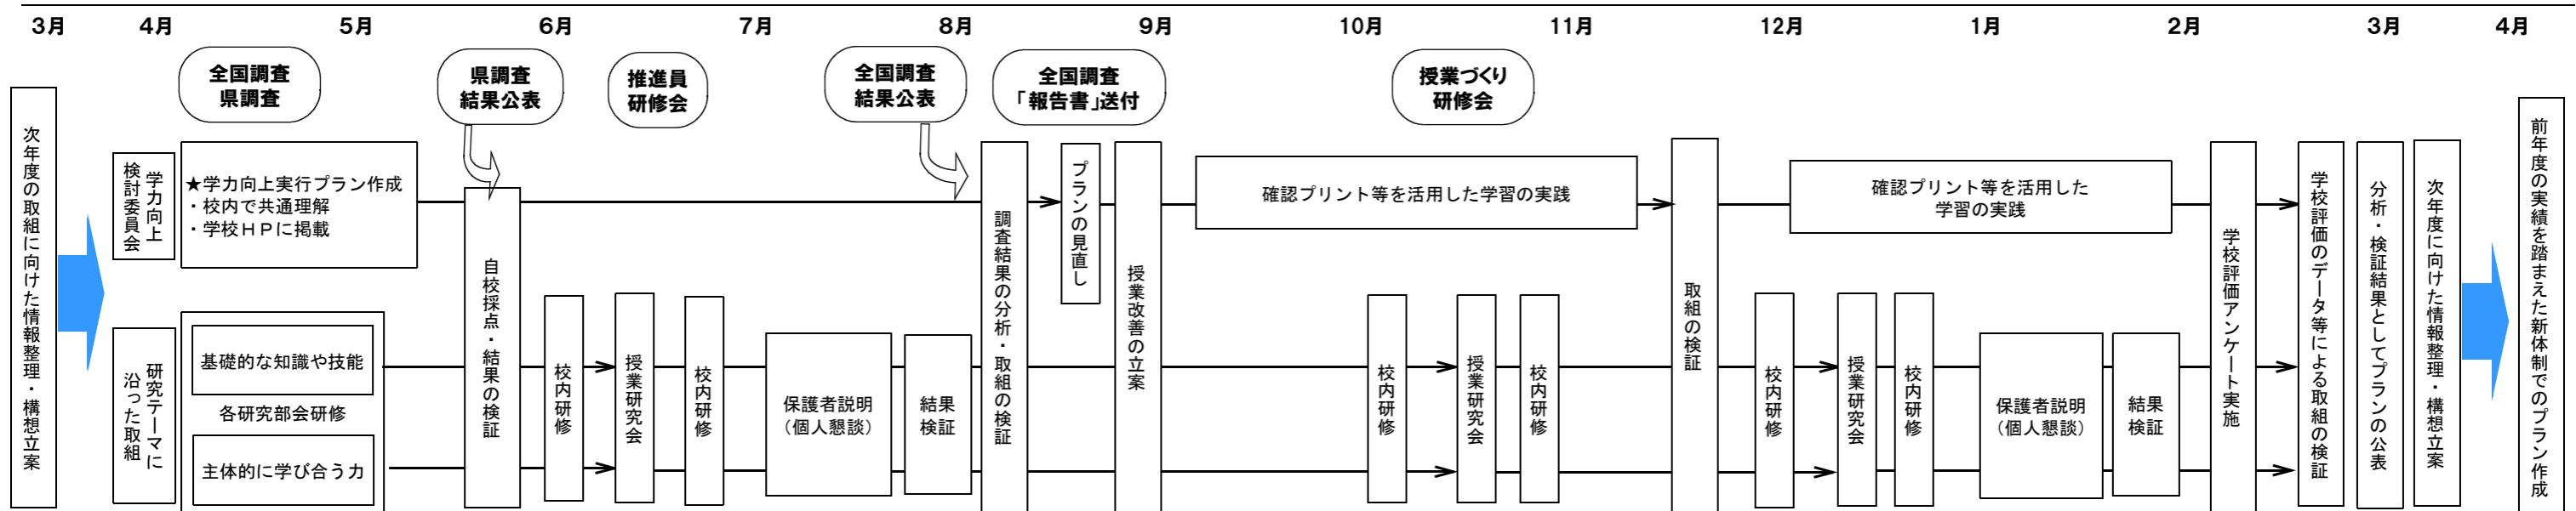 3月
4月
5月
6月
7月
8月
9月
10月
11月
12月
1月
2月
3月
4月
全国調査
県調査
県調査
結果公表
推進員
研修会
全国調査
結果公表
全国調査
「報告書」送付
授業づくり
研修会
次年度の取組に向けた情報整理・構想立案
学力向上
検討委員会
★学力向上実行プラン作成
・校内で共通理解
・学校HPに掲載
研究テーマに
沿った取組
基礎的な知識や技能
各研究部会研修
主体的に学び合う力
自校採点・結果の検証
校内研修
授業研究会
校内研修
保護者説明
(個人懇談)
結果
検証
調査結果の分析・取組の検証
プランの見直し
授業改善の立案
確認プリント等を活用した学習の実践
校内研修
授業研究会
校内研修
取組の検証
確認プリント等を活用した
学習の実践
校内研修
授業研究会
校内研修
保護者説明
(個人懇談)
結果
検証
学校評価アンケート実施
学校評価のデータ等による取組の検証
分析・検証結果としてプランの公表
次年度に向けた情報整理・構想立案
前年度の実績を踏まえた新体制でのプラン作成